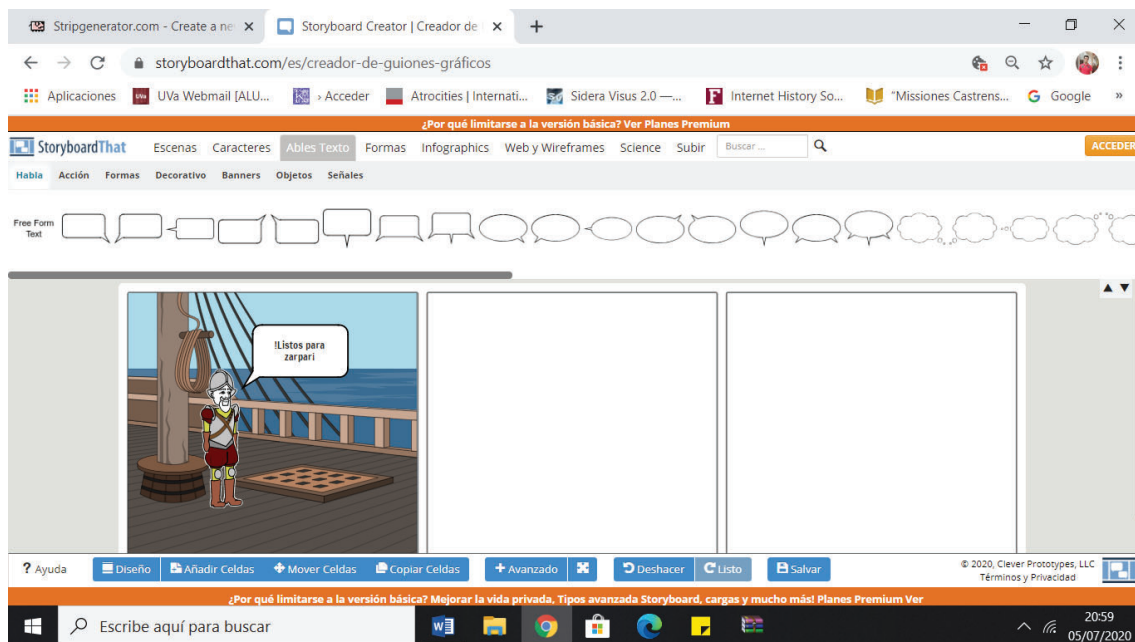 Stripgenerator.com - Create a ne
Storyboard Creator | Creador de
storyboardthat.com/es/creador-de-guiones-gráficos
Aplicaciones
UVa Webmail [ALU...
> Acceder
Atrocities | Internati...
Sidera Visus 2.0 —...
Internet History So...
"Missiones Castrens...
Google
»
¿Por qué limitarse a la versión básica? Ver Planes Premium
StoryboardThat Escenas Caracteres Ables Texto Formas Infographics Web y Wireframes Science Subir Buscar ... ACCEDER
Habla Acción Formas Decorativo Banners Objetos Señales
Free Form
Text
!Listos para
zarpari
? Ayuda Diseño Añadir Celdas Mover Celdas Copiar Celdas + Avanzado Deshacer Listo Salvar
© 2020, Clever Prototypes, LLC
Términos y Privacidad
¿Por qué limitarse a la versión básica? Mejorar la vida privada, Tipos avanzada Storyboard, cargas y mucho más! Planes Premium Ver
Escribe aquí para buscar
20:59
05/07/2020